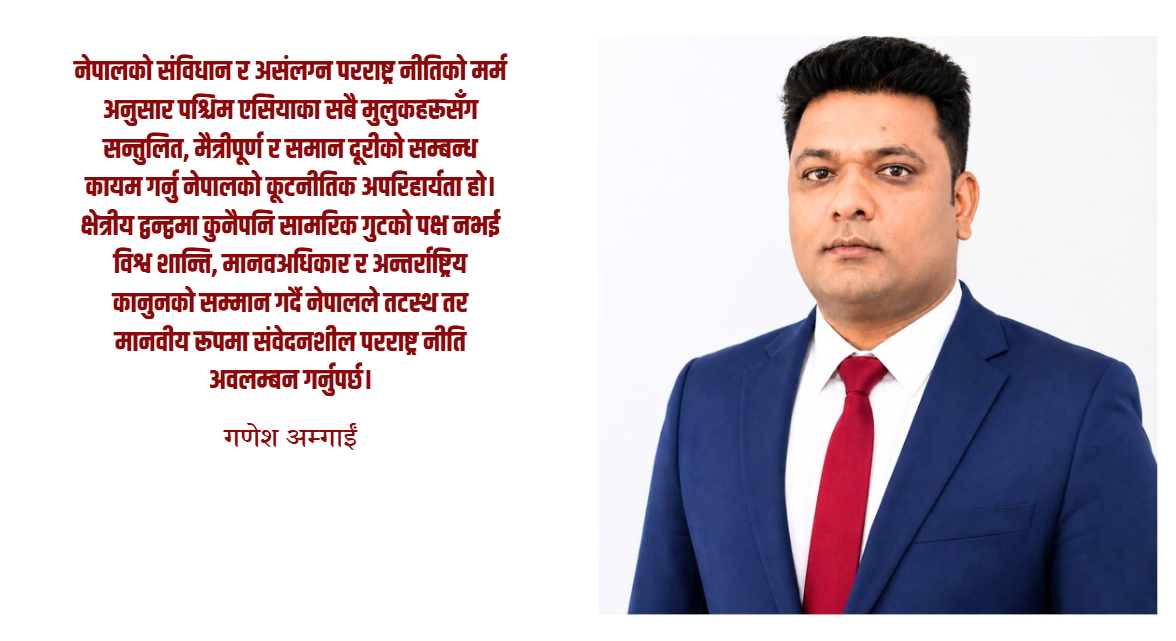 नेपालको संविधान र असंलग्न परराष्ट्र नीतिको मर्म
अनुसार पश्चिम एसियाका सबै मुलुकहरूसँग
सन्तुलित, मैत्रीपूर्ण र समान दूरीको सम्बन्ध
कायम गर्नु नेपालको कूटनीतिक अपरिहार्यता हो।
क्षेत्रीय द्वन्द्वमा कुनैपनि सामरिक गुटको पक्ष नभई
विश्व शान्ति, मानवअधिकार र अन्तर्राष्ट्रिय
कानुनको सम्मान गर्दै नेपालले तटस्थ तर
मानवीय रूपमा संवेदनशील परराष्ट्र नीति
अवलम्बन गर्नुपर्छ।
गणेश अम्गाईं